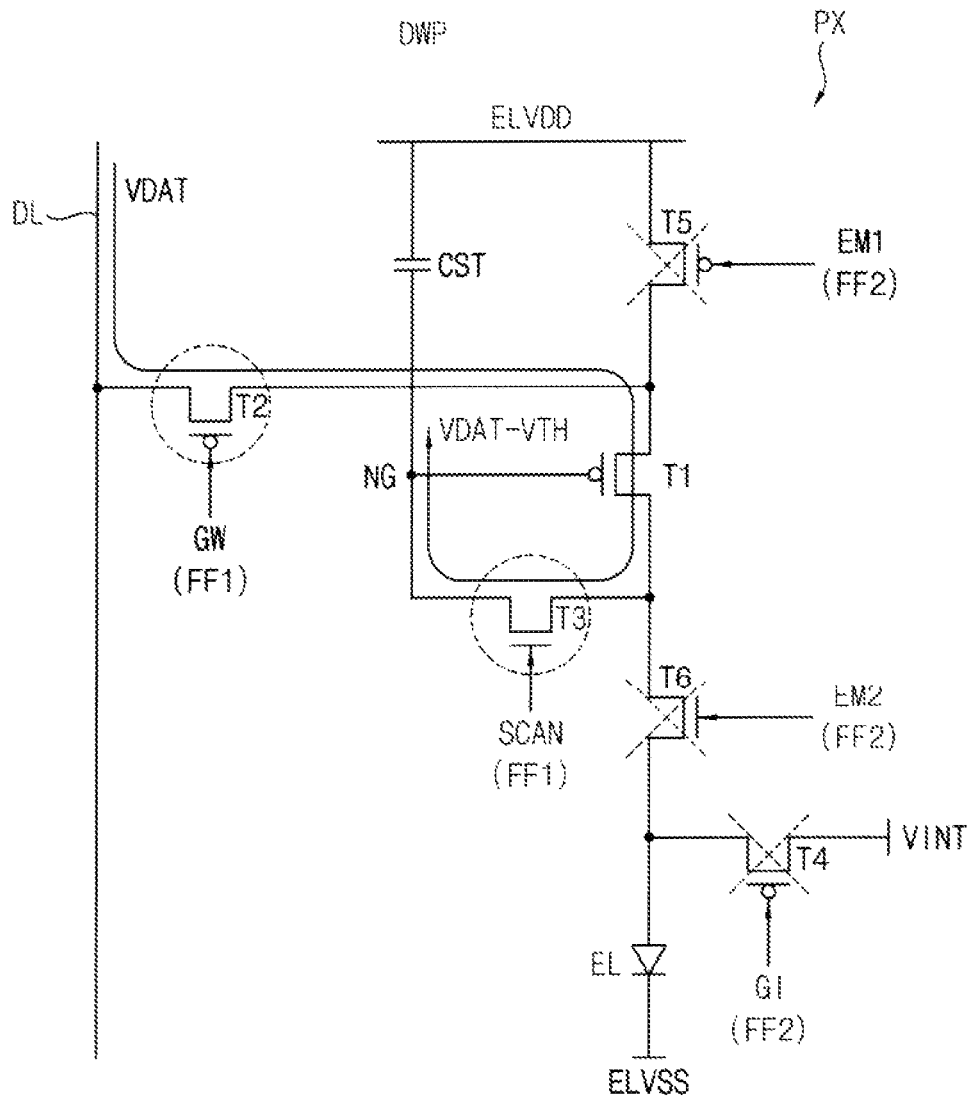 DWP
PX
ELVDD
VDAT
DL
T5
EM1
(FF2)
CST
T2
VDAT-VTH
NG
T1
GW
(FF1)
T3
T6
EM2
(FF2)
SCAN
(FF1)
VINT
T4
EL
GI
(FF2)
ELVSS